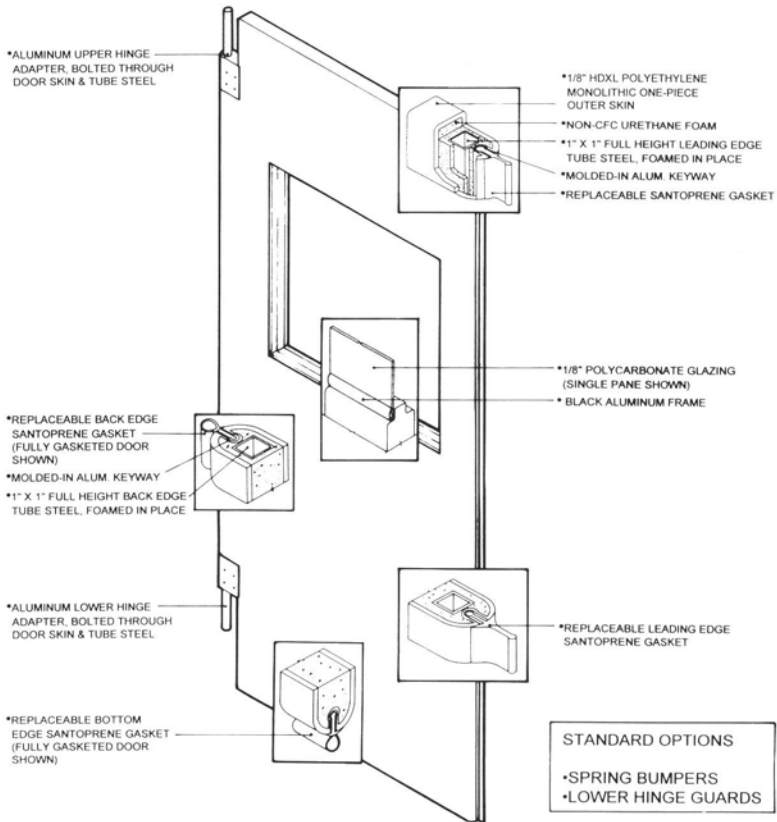 *ALUMINUM UPPER HINGE
ADAPTER, BOLTED THROUGH
DOOR SKIN & TUBE STEEL
*1/8" HDXL POLYETHYLENE
MONOLITHIC ONE-PIECE
OUTER SKIN
*NON-CFC URETHANE FOAM
*1" X 1" FULL HEIGHT LEADING EDGE
TUBE STEEL, FOAMED IN PLACE
*MOLDED-IN ALUM. KEYWAY
*REPLACEABLE SANTOPRENE GASKET
*1/8" POLYCARBONATE GLAZING
(SINGLE PANE SHOWN)
* BLACK ALUMINUM FRAME
*REPLACEABLE BACK EDGE
SANTOPRENE GASKET
(FULLY GASKETED DOOR
SHOWN)
*MOLDED-IN ALUM. KEYWAY
*1" X 1" FULL HEIGHT BACK EDGE
TUBE STEEL, FOAMED IN PLACE
*ALUMINUM LOWER HINGE
ADAPTER, BOLTED THROUGH
DOOR SKIN & TUBE STEEL
*REPLACEABLE LEADING EDGE
SANTOPRENE GASKET
*REPLACEABLE BOTTOM
EDGE SANTOPRENE GASKET
(FULLY GASKETED DOOR
SHOWN)
STANDARD OPTIONS
•SPRING BUMPERS
•LOWER HINGE GUARDS